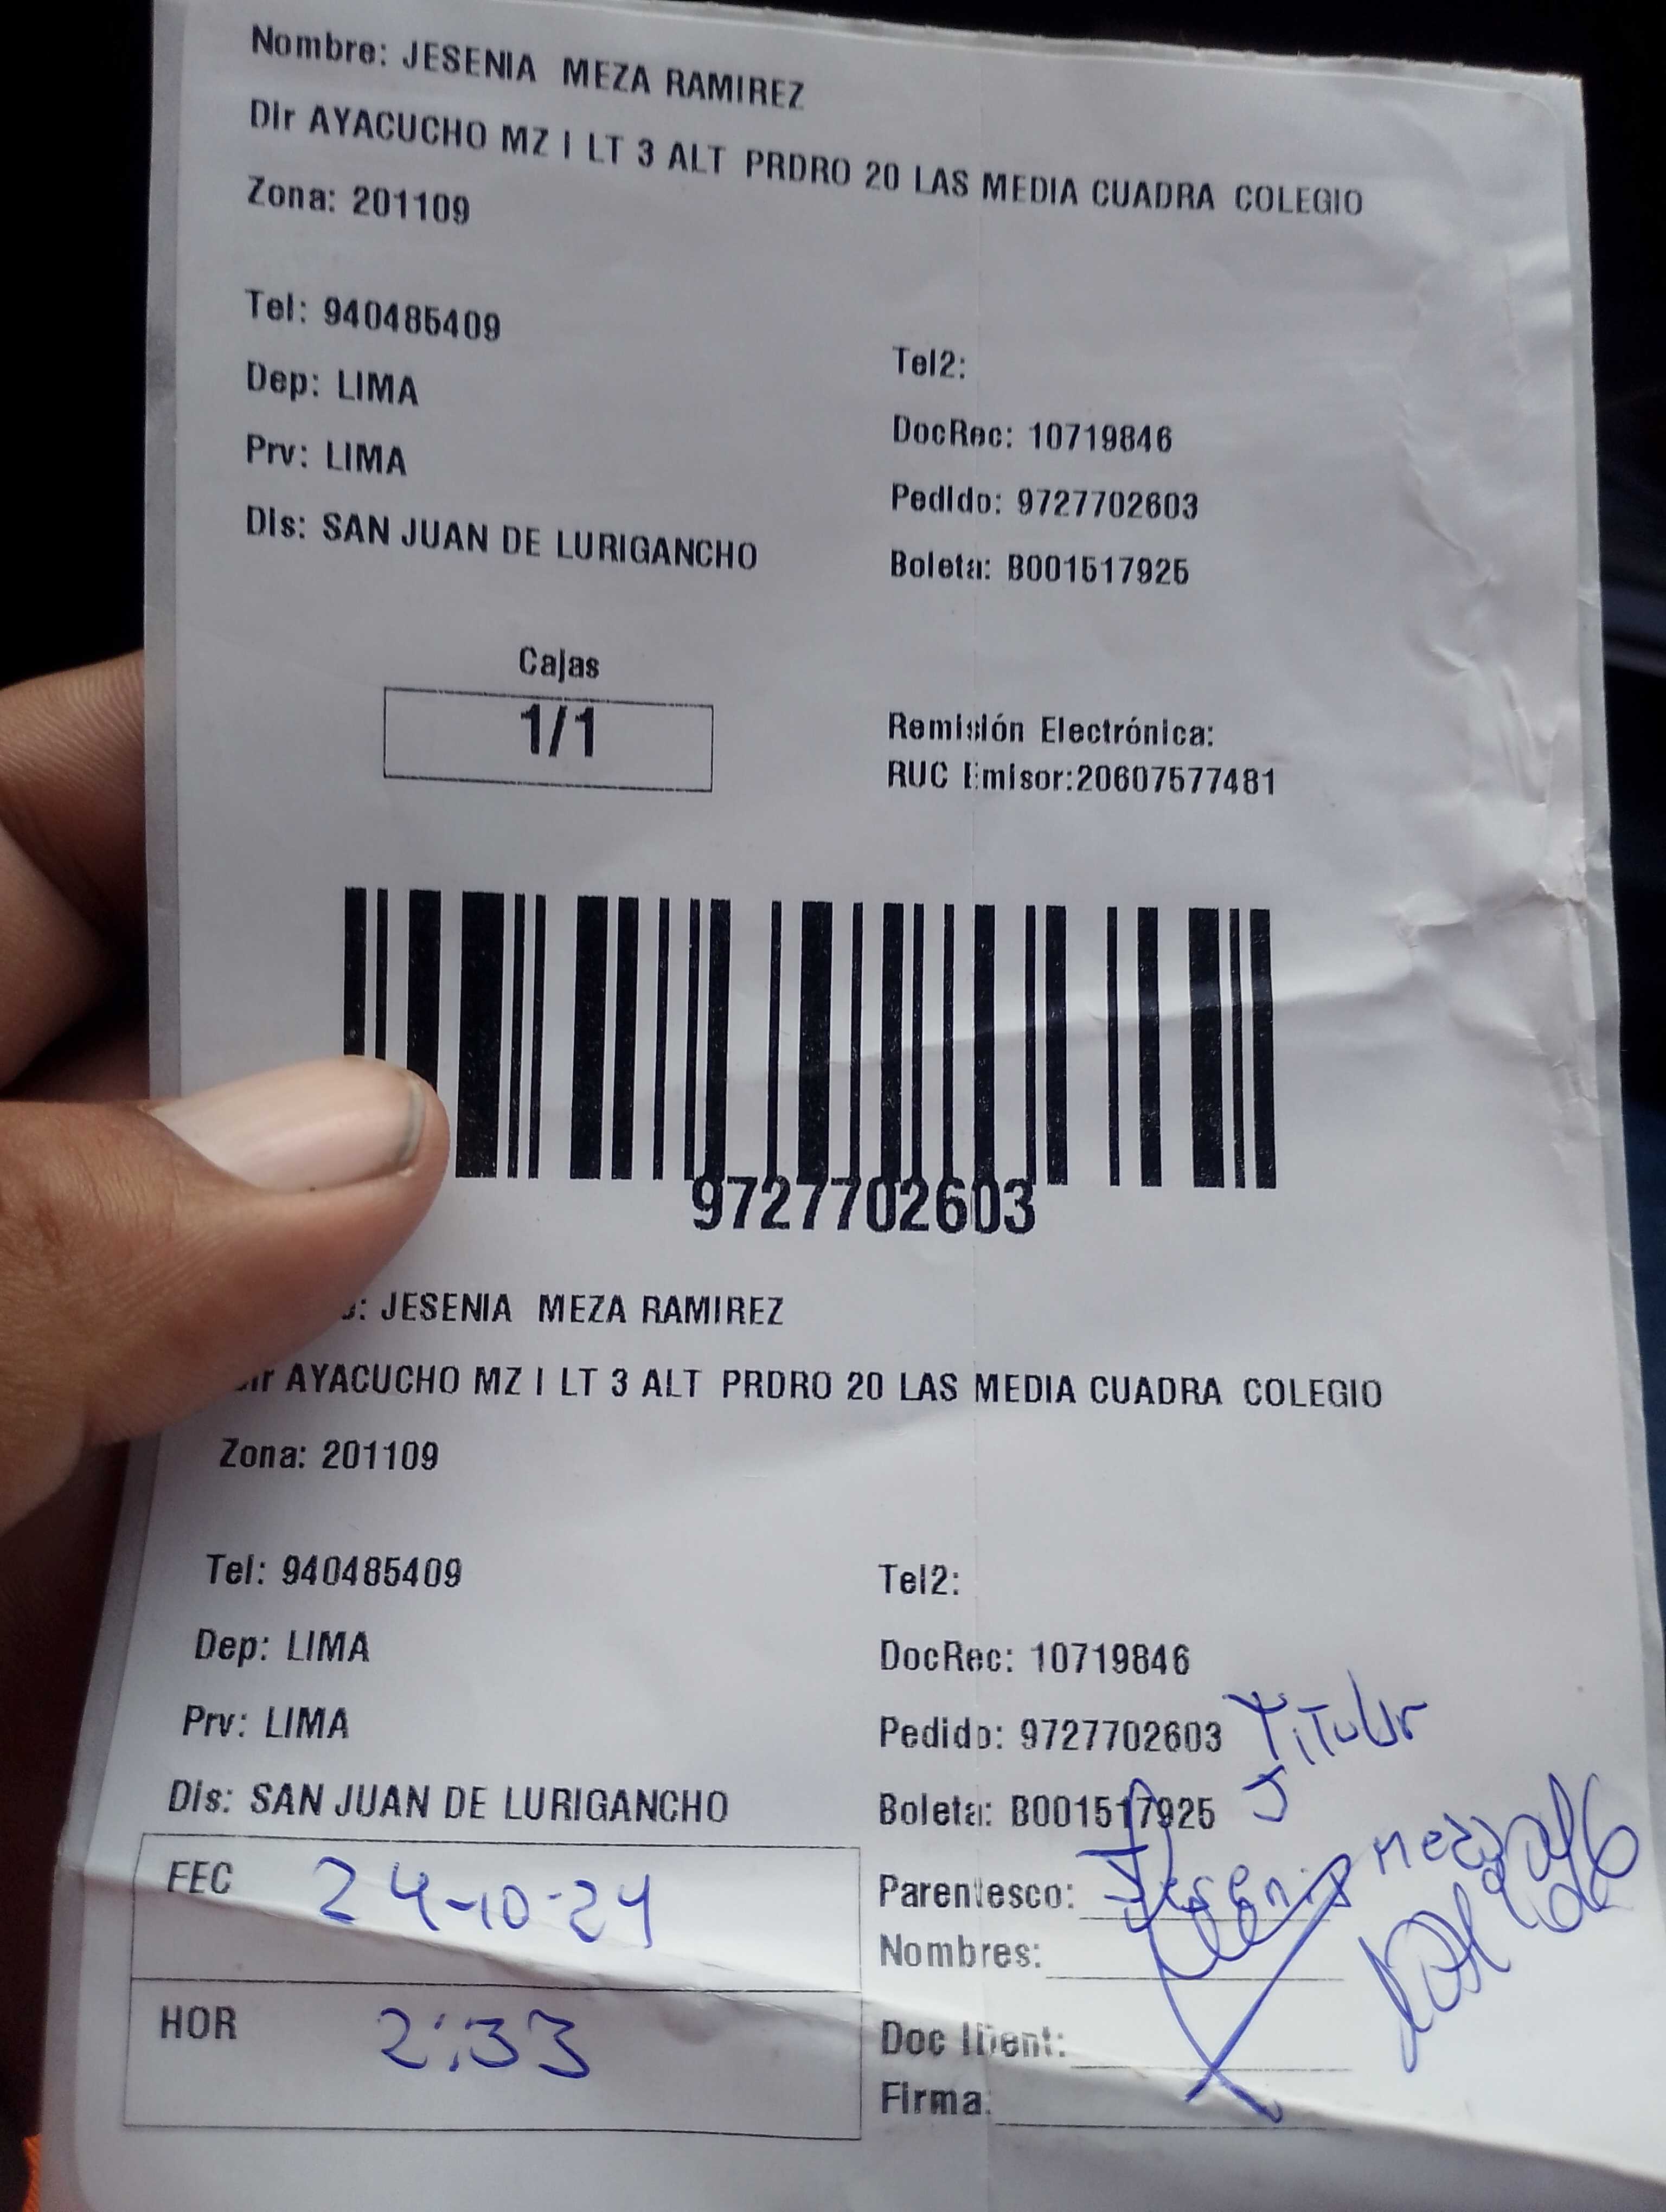 Nombre: JESENIA MEZA RAMIREZ
Dir AYACUCHO MZ I LT 3 ALT PRDRO 20 LAS MEDIA CUADRA COLEGIO
Zona: 201109
Tel: 940485409
Tel2:
Dep: LIMA
DocRec: 10719846
Prv: LIMA
Pedido: 9727702603
Dis: SAN JUAN DE LURIGANCHO
Boleta: B001517925
Cajas
1/1
Remisión Electrónica:
RUC Emisor:20607577481
9727702603
: JESENIA MEZA RAMIREZ
Dir AYACUCHO MZ I LT 3 ALT PRDRO 20 LAS MEDIA CUADRA COLEGIO
Zona: 201109
Tel: 940485409
Tel2:
Dep: LIMA
DocRec: 10719846
Prv: LIMA
Pedido: 9727702603 Titular
Dis: SAN JUAN DE LURIGANCHO
Boleta: B001517925
FEC 24-10-24
Parentesco: Jesenia Meza
Nombres:
HOR 2:33
Doc Ident:
Firma: